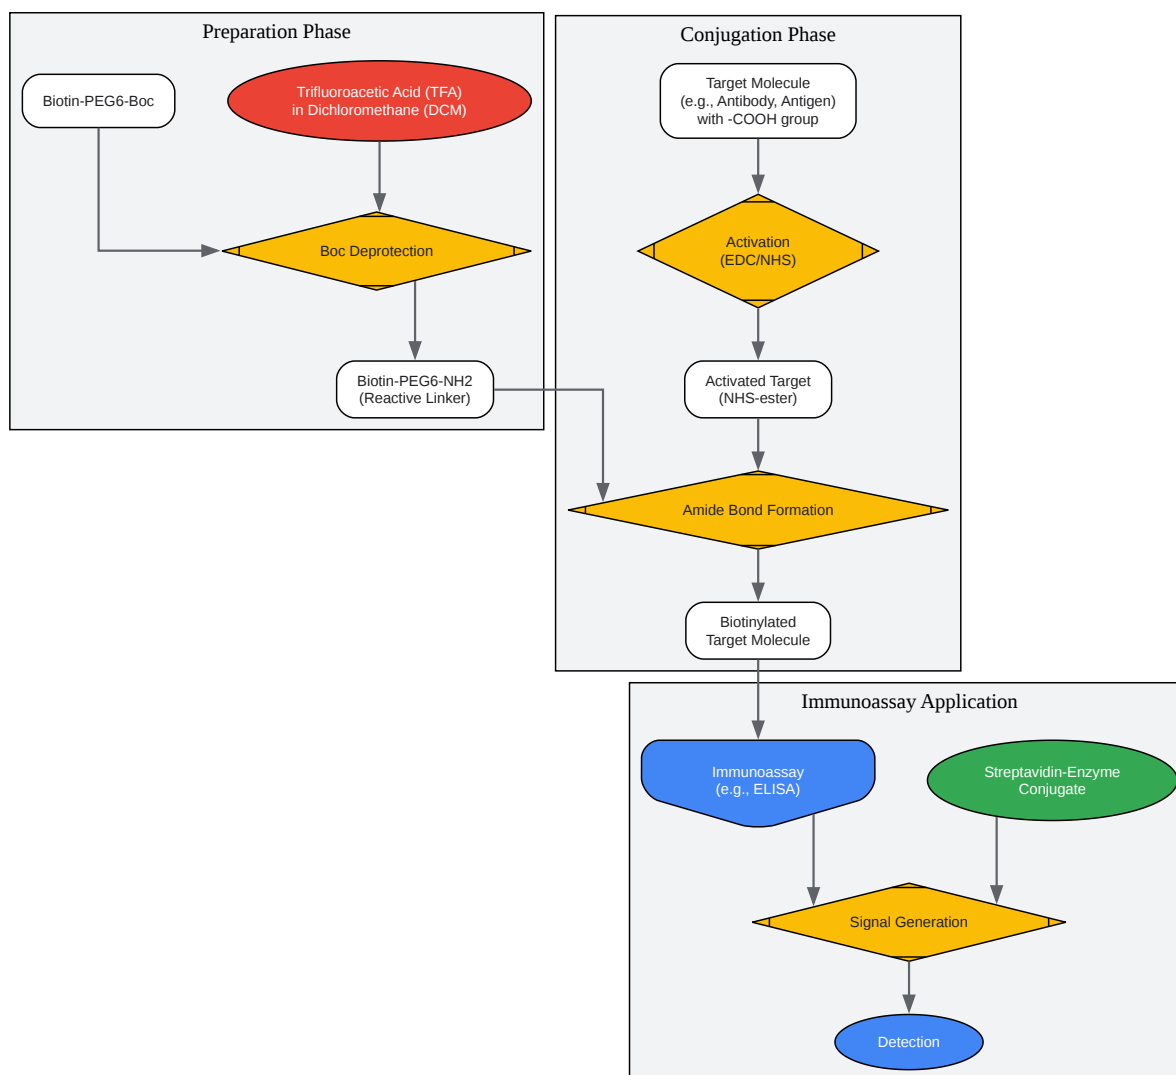 Preparation Phase
Biotin-PEG6-Boc
Trifluoroacetic Acid (TFA)
in Dichloromethane (DCM)
Boc Deprotection
Biotin-PEG6-NH2
(Reactive Linker)
Conjugation Phase
Target Molecule
(e.g., Antibody, Antigen)
with -COOH group
Activation
(EDC/NHS)
Activated Target
(NHS-ester)
Amide Bond Formation
Biotinylated
Target Molecule
Immunoassay Application
Immunoassay
(e.g., ELISA)
Streptavidin-Enzyme
Conjugate
Signal Generation
Detection